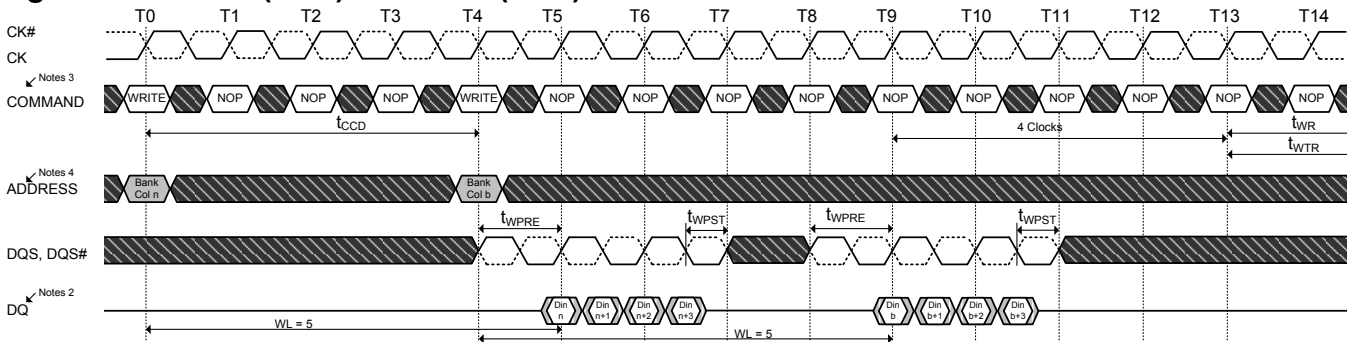 T0 T1 T2 T3 T4 T5 T6 T7 T8 T9 T10 T11 T12 T13 T14
CK#
CK
Notes 3
COMMAND WRITE NOP NOP NOP WRITE NOP NOP NOP NOP NOP NOP NOP NOP NOP NOP
tCCD 4 Clocks tWR
tWTR
Notes 4
ADDRESS
Bank
Col n
Bank
Col b
tWPRE tWPST tWPRE tWPST
DQS, DQS#
Notes 2
DQ
Din
n
Din
n+1
Din
n+2
Din
n+3
Din
b
Din
b+1
Din
b+2
Din
b+3
WL = 5
WL = 5